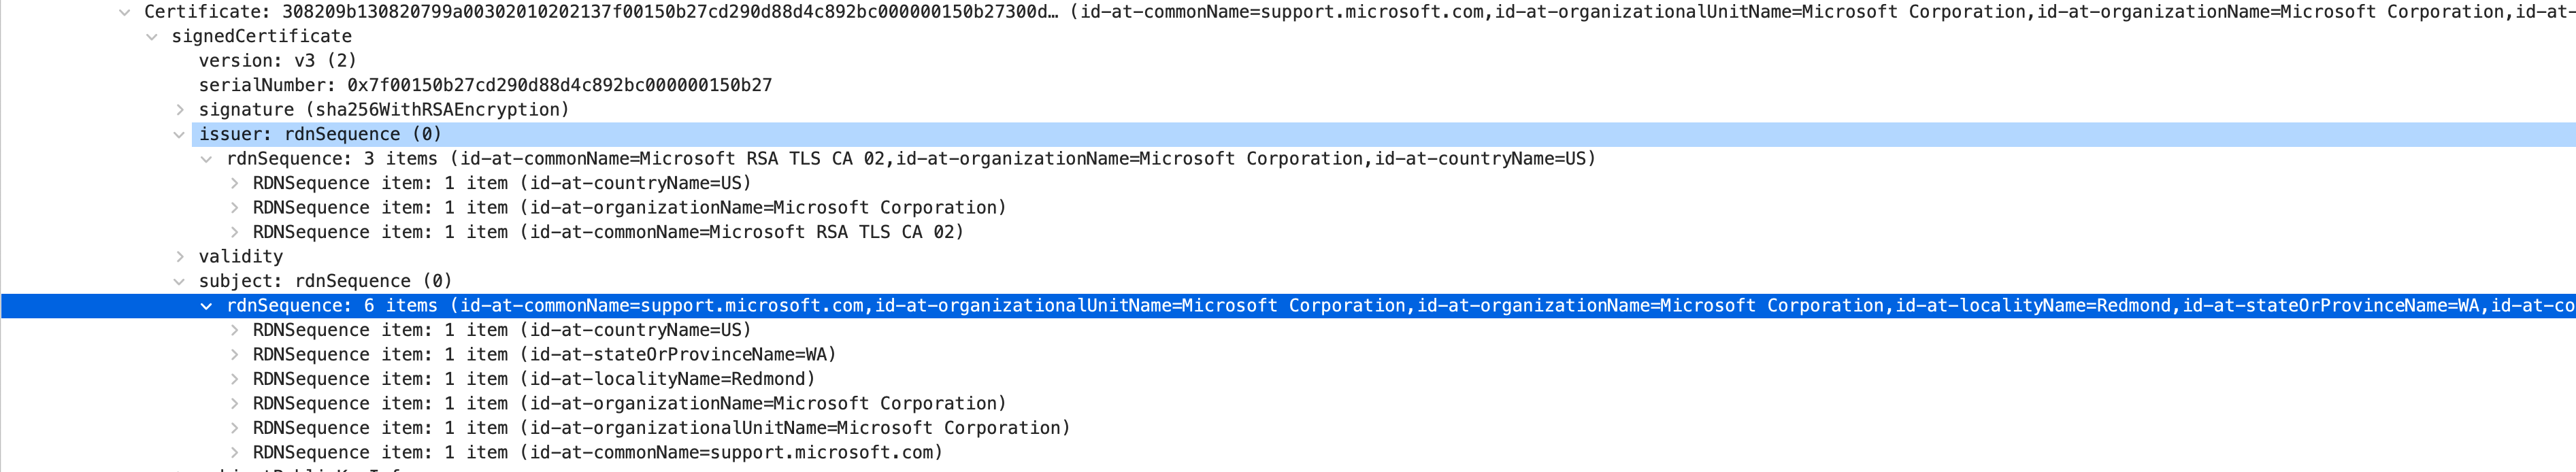 Certificate: 308209b130820799a00302010202137f00150b27cd290d88d4c892bc000000150b27300d… (id-at-commonName=support.microsoft.com,id-at-organizationalUnitName=Microsoft Corporation,id-at-organizationName=Microsoft Corporation,id-at-
signedCertificate
version: v3 (2)
serialNumber: 0x7f00150b27cd290d88d4c892bc000000150b27
signature (sha256WithRSAEncryption)
issuer: rdnSequence (0)
rdnSequence: 3 items (id-at-commonName=Microsoft RSA TLS CA 02,id-at-organizationName=Microsoft Corporation,id-at-countryName=US)
RDNSequence item: 1 item (id-at-countryName=US)
RDNSequence item: 1 item (id-at-organizationName=Microsoft Corporation)
RDNSequence item: 1 item (id-at-commonName=Microsoft RSA TLS CA 02)
validity
subject: rdnSequence (0)
rdnSequence: 6 items (id-at-commonName=support.microsoft.com,id-at-organizationalUnitName=Microsoft Corporation,id-at-organizationName=Microsoft Corporation,id-at-localityName=Redmond,id-at-stateOrProvinceName=WA,id-at-co
RDNSequence item: 1 item (id-at-countryName=US)
RDNSequence item: 1 item (id-at-stateOrProvinceName=WA)
RDNSequence item: 1 item (id-at-localityName=Redmond)
RDNSequence item: 1 item (id-at-organizationName=Microsoft Corporation)
RDNSequence item: 1 item (id-at-organizationalUnitName=Microsoft Corporation)
RDNSequence item: 1 item (id-at-commonName=support.microsoft.com)